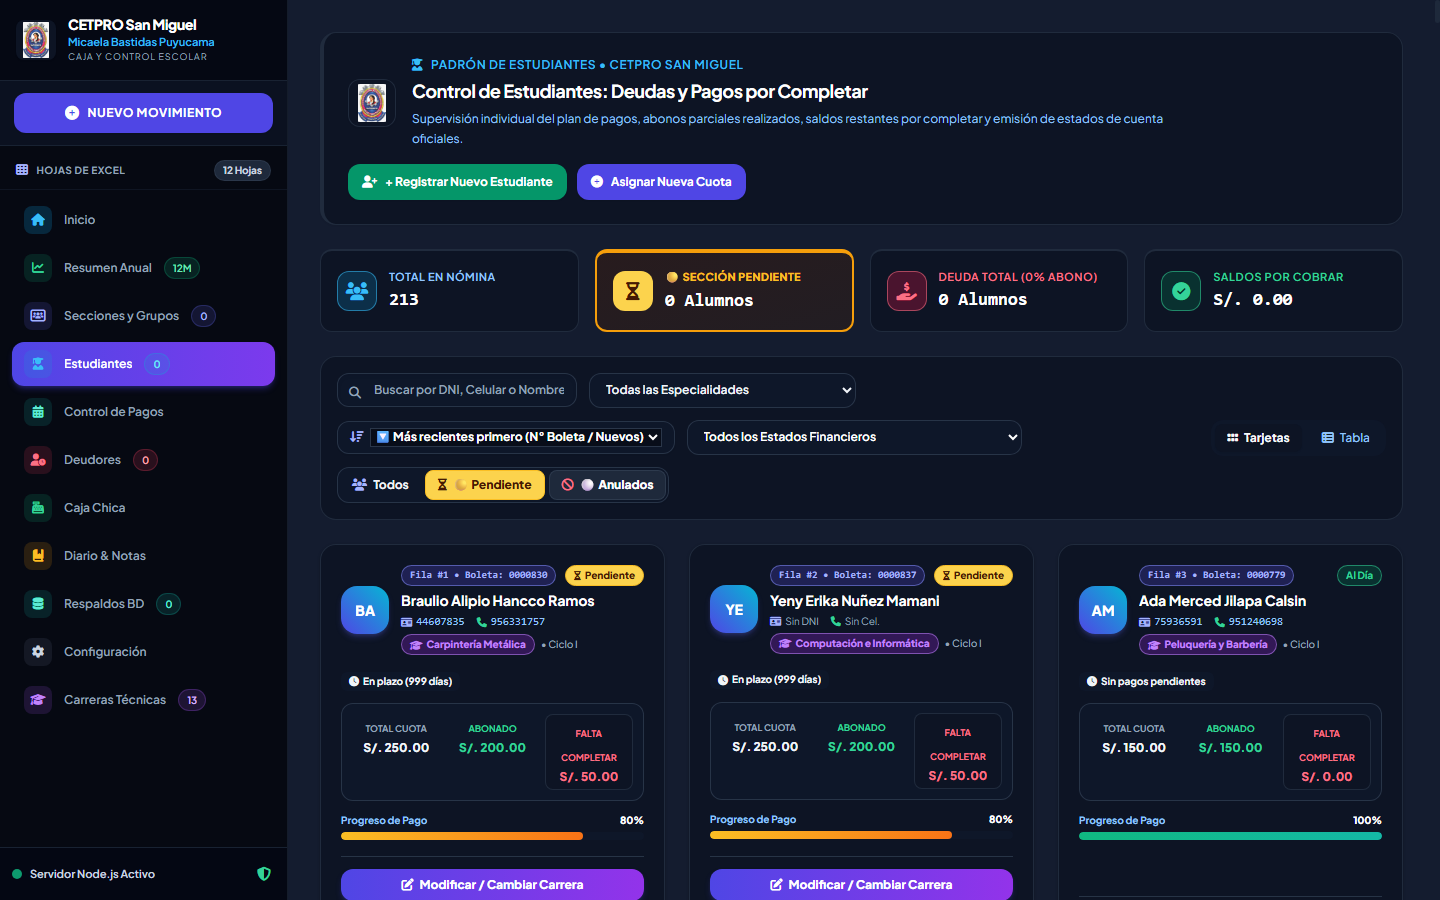 CETPRO San Miguel
Micaela Bastidas Puyucama
CAJA Y CONTROL ESCOLAR
NUEVO MOVIMIENTO
HOJAS DE EXCEL
12 Hojas
Inicio
Resumen Anual 12M
Secciones y Grupos 0
Estudiantes 0
Control de Pagos
Deudores 0
Caja Chica
Diario & Notas
Respaldos BD 0
Configuración
Carreras Técnicas 13
Servidor Node.js Activo
PADRÓN DE ESTUDIANTES • CETPRO SAN MIGUEL
Control de Estudiantes: Deudas y Pagos por Completar
Supervisión individual del plan de pagos, abonos parciales realizados, saldos restantes por completar y emisión de estados de cuenta
oficiales.
+ Registrar Nuevo Estudiante
Asignar Nueva Cuota
TOTAL EN NÓMINA
213
SECCIÓN PENDIENTE
0 Alumnos
DEUDA TOTAL (0% ABONO)
0 Alumnos
SALDOS POR COBRAR
S/. 0.00
Buscar por DNI, Celular o Nombre
Todas las Especialidades
Más recientes primero (N° Boleta / Nuevos)
Todos los Estados Financieros
Tarjetas
Tabla
Todos
Pendiente
Anulados
Fila #1 • Boleta: 0000830
Pendiente
BA
Braulio Alipio Hancco Ramos
44607835 956331757
Carpintería Metálica • Ciclo I
En plazo (999 días)
TOTAL CUOTA
S/. 250.00
ABONADO
S/. 200.00
FALTA
COMPLETAR
S/. 50.00
Progreso de Pago 80%
Modificar / Cambiar Carrera
Fila #2 • Boleta: 0000837
Pendiente
YE
Yeny Erika Nuñez Mamani
Sin DNI Sin Cel.
Computación e Informática • Ciclo I
En plazo (999 días)
TOTAL CUOTA
S/. 250.00
ABONADO
S/. 200.00
FALTA
COMPLETAR
S/. 50.00
Progreso de Pago 80%
Modificar / Cambiar Carrera
Fila #3 • Boleta: 0000779
Al Día
AM
Ada Merced Jilapa Calsin
75936591 951240698
Peluquería y Barbería • Ciclo I
Sin pagos pendientes
TOTAL CUOTA
S/. 150.00
ABONADO
S/. 150.00
FALTA
COMPLETAR
S/. 0.00
Progreso de Pago 100%